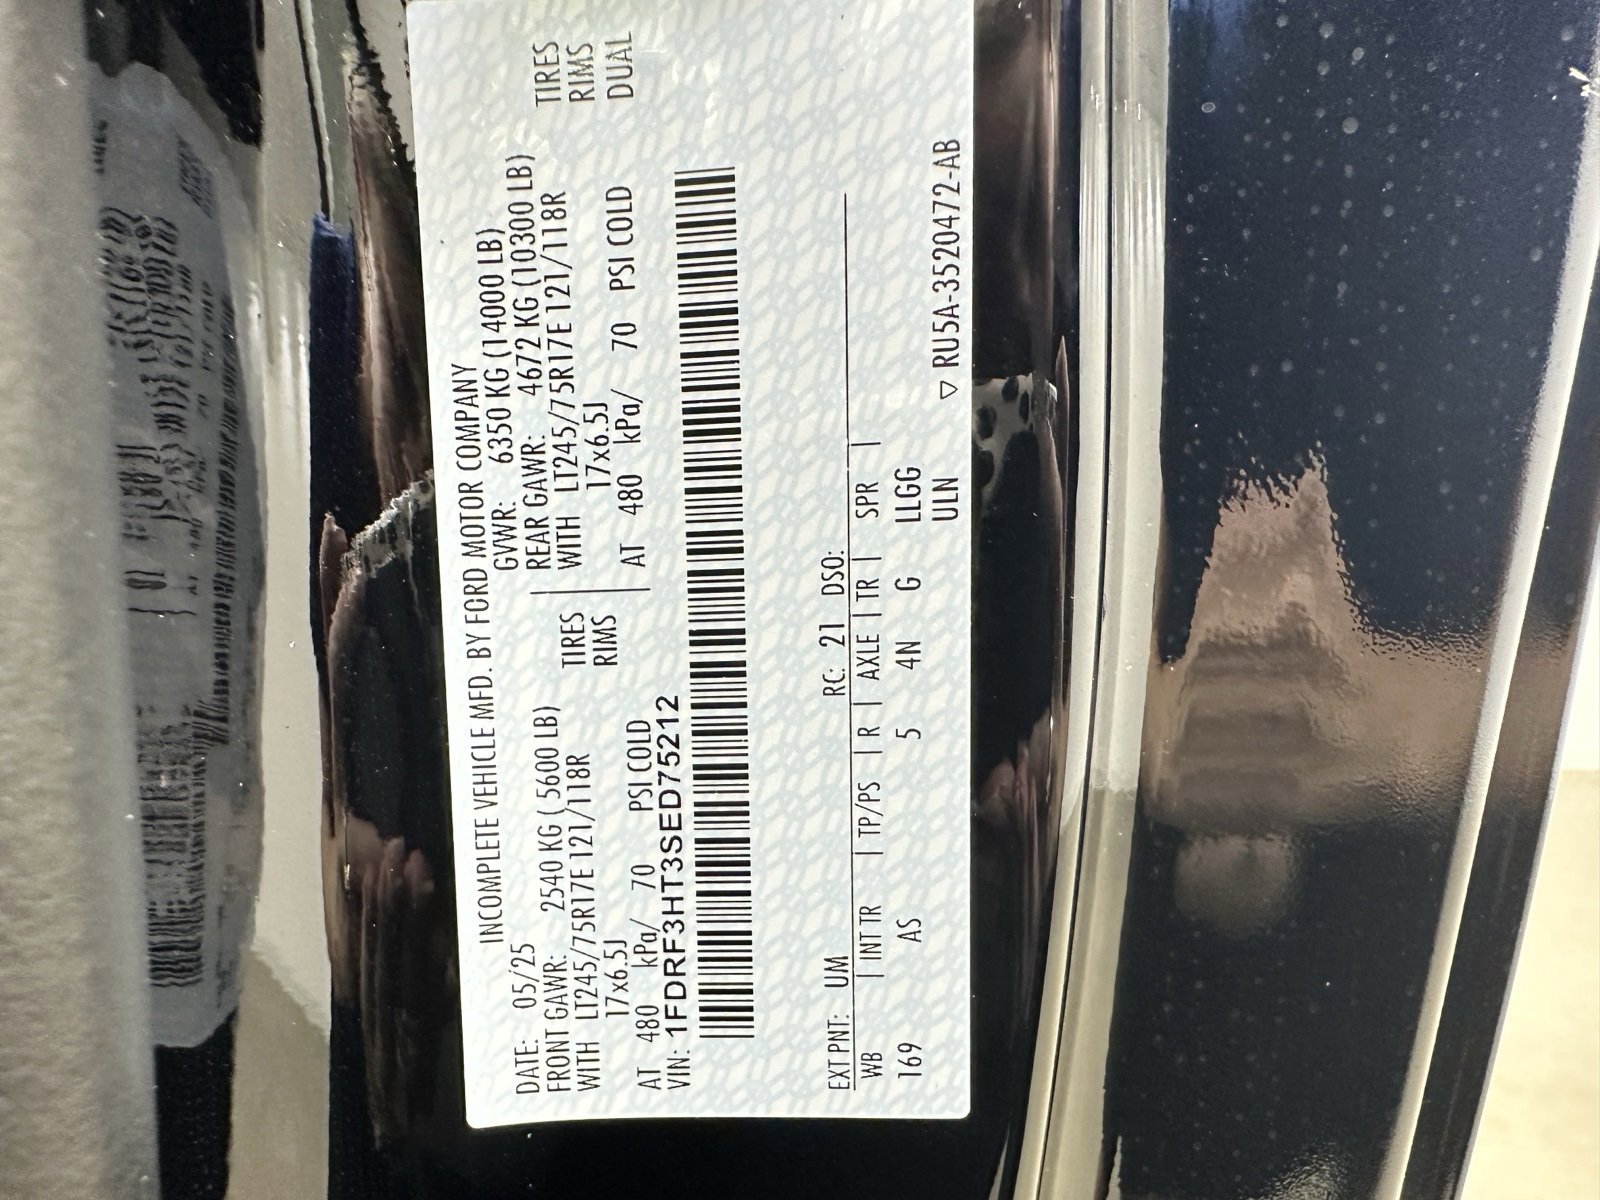 INCOMPLETE VEHICLE MFD. BY FORD MOTOR COMPANY
DATE: 05/25 GVWR: 6350 KG (14000 LB)
FRONT GAWR: 2540 KG (5600 LB) REAR GAWR: 4672 KG (10300 LB)
WITH LT245/75R17E 121/118R TIRES WITH LT245/75R17E 121/118R TIRES
17x6.5J RIMS 17x6.5J RIMS
AT 480 kPa/ 70 PSI COLD AT 480 kPa/ 70 PSI COLD DUAL
VIN: 1FDRF3HT3SED75212
EXT PNT: UM RC: 21 DSO:
WB | INT TR | TP/PS | R | AXLE | TR | SPR |
169 AS 5 4N G LLGG
ULN ▽ RU5A-3520472-AB